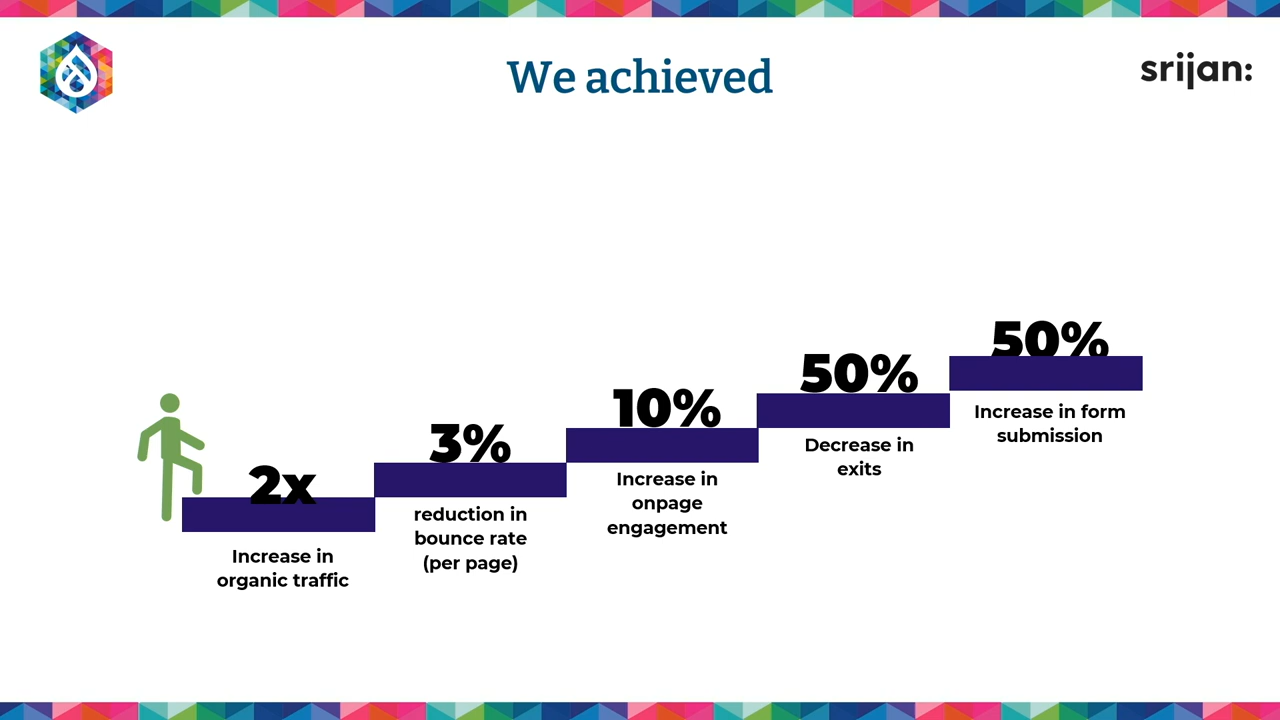 We achieved
srijan:
2x
Increase in
organic traffic
3%
reduction in
bounce rate
(per page)
10%
Increase in
onpage
engagement
50%
Decrease in
exits
50%
Increase in form
submission